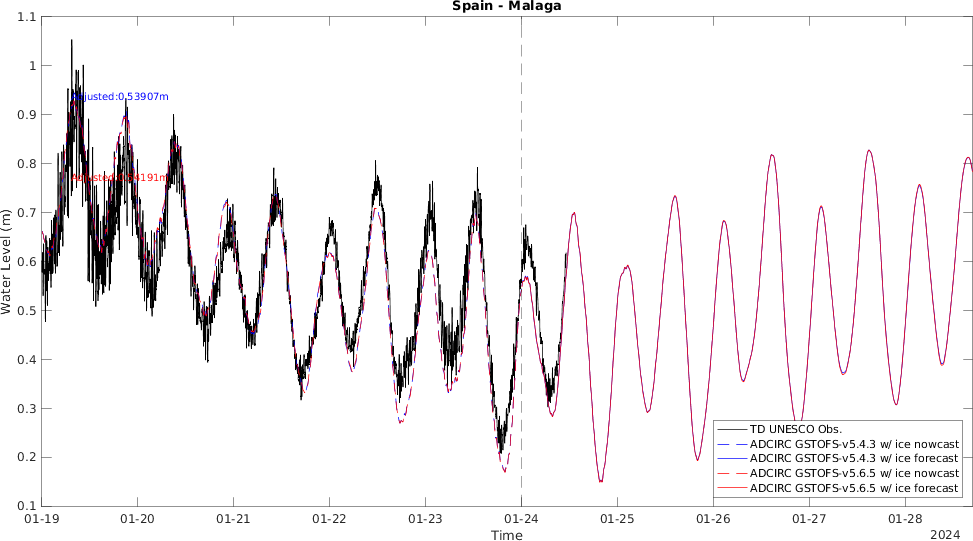 Spain - Malaga
1.1
1
0.9
0.8
0.7
0.6
0.5
0.4
0.3
0.2
0.1
Water Level (m)
Adjusted:0.53907m
Adjusted:0.54191m
TD UNESCO Obs.
ADCIRC GSTOFS-v5.4.3 w/ ice nowcast
ADCIRC GSTOFS-v5.4.3 w/ ice forecast
ADCIRC GSTOFS-v5.6.5 w/ ice nowcast
ADCIRC GSTOFS-v5.6.5 w/ ice forecast
01-19 01-20 01-21 01-22 01-23 01-24 01-25 01-26 01-27 01-28
Time
2024